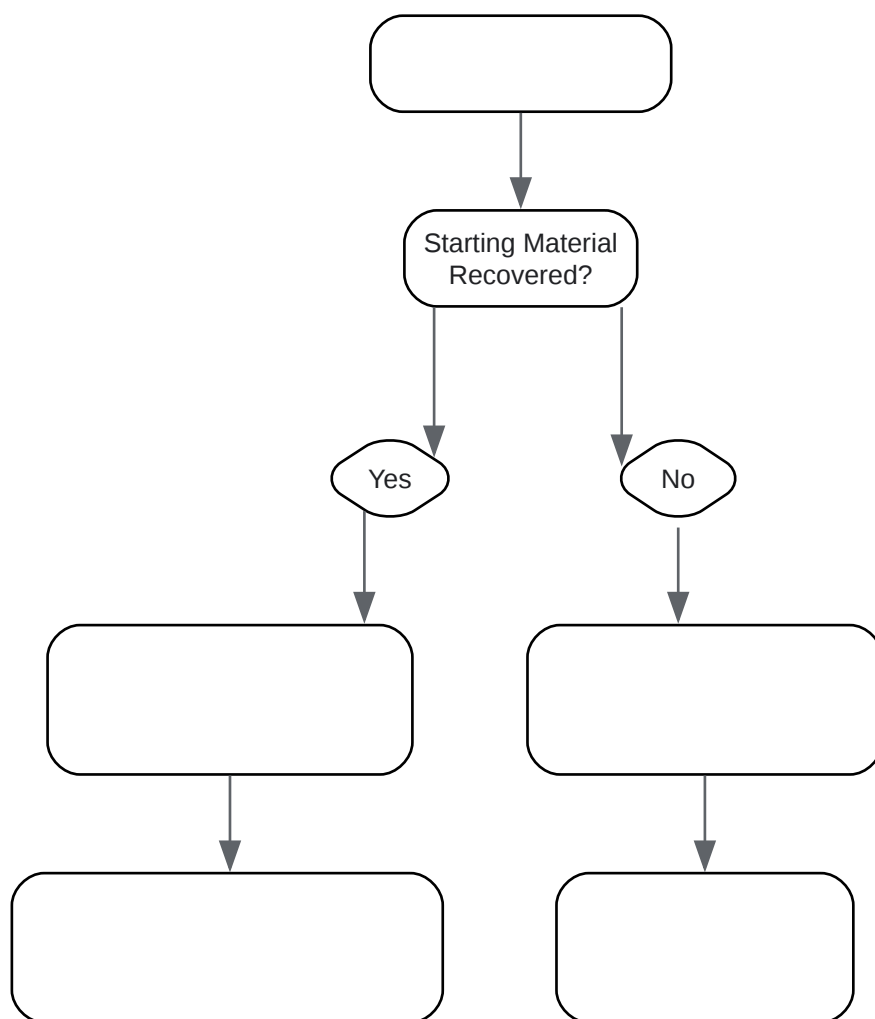 Starting Material
Recovered?
Yes
No